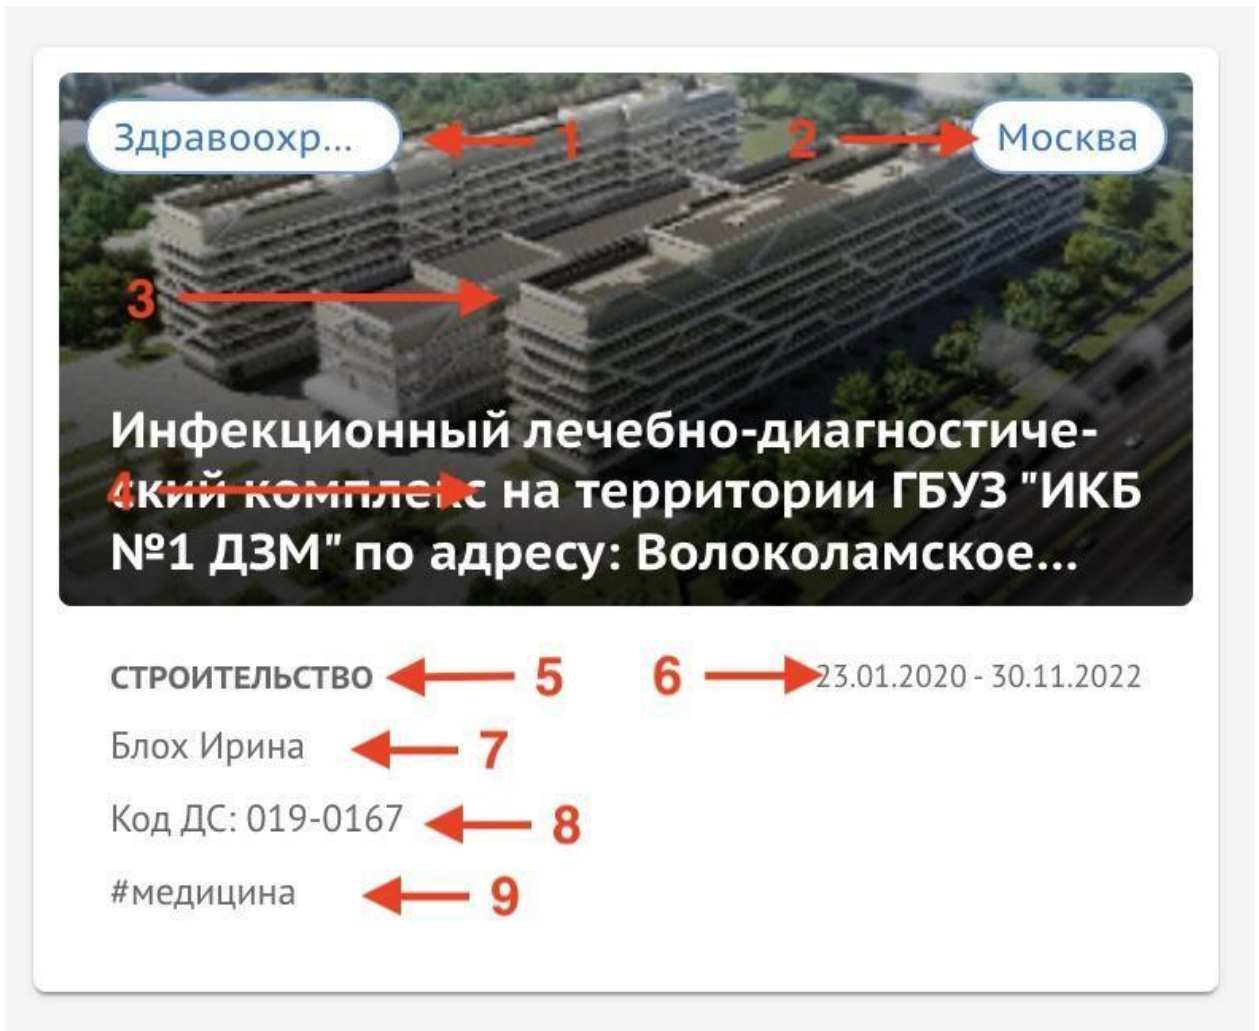 Здравоохр... 1 2 Москва
3
Инфекционный лечебно-диагностиче-
4 ский комплекс на территории ГБУЗ "ИКБ
№1 ДЗМ" по адресу: Волоколамское...
СТРОИТЕЛЬСТВО 5 6 23.01.2020 - 30.11.2022
Блох Ирина 7
Код ДС: 019-0167 8
#медицина 9